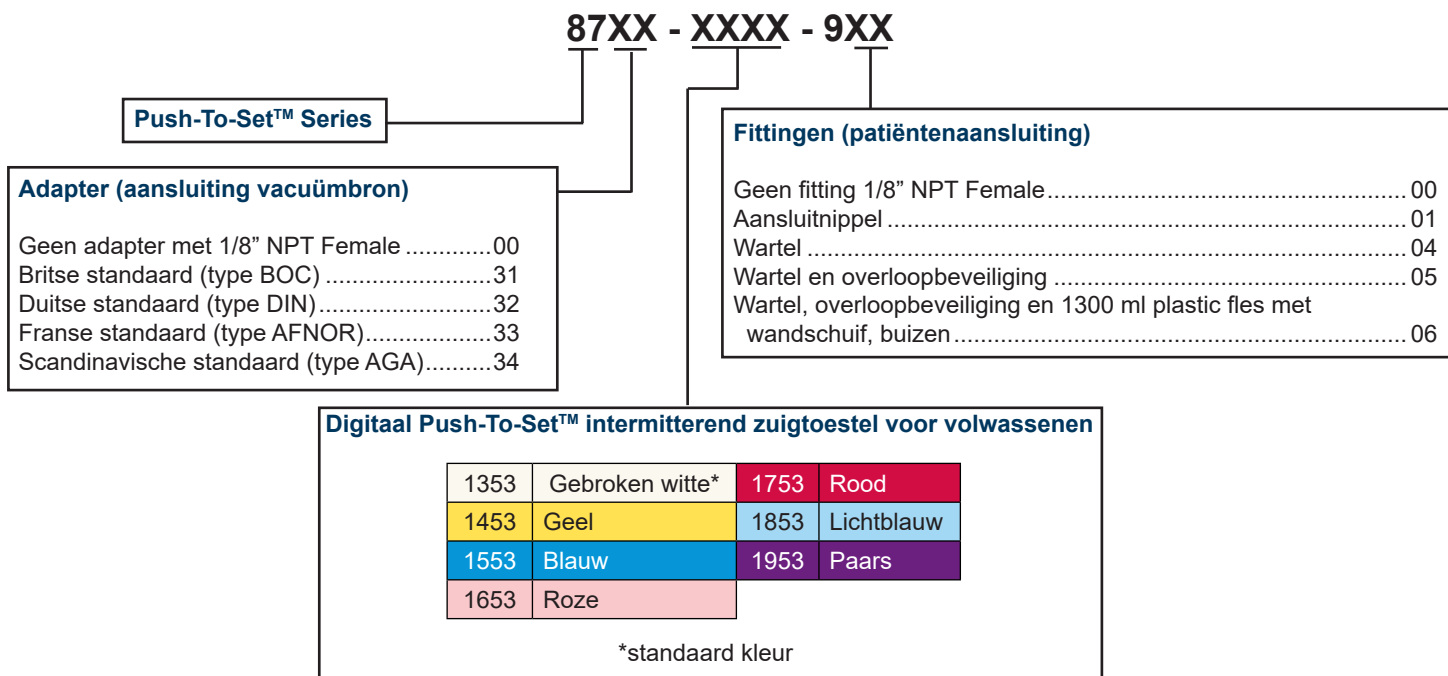 87XX - XXXX - 9XX
Push-To-Set™ Series
Adapter (aansluiting vacuümbron)
Geen adapter met 1/8” NPT Female .............00
Britse standaard (type BOC) ........................31
Duitse standaard (type DIN).........................32
Franse standaard (type AFNOR)..................33
Scandinavische standaard (type AGA)..........34
Fittingen (patiëntenaansluiting)
Geen fitting 1/8” NPT Female............................................................ 00
Aansluitnippel ...................................................................................... 01
Wartel ................................................................................................... 04
Wartel en overloopbeveiliging ........................................................... 05
Wartel, overloopbeveiliging en 1300 ml plastic fles met
wandschuif, buizen........................................................................... 06
Digitaal Push-To-Set™ intermitterend zuigtoestel voor volwassenen
1353 Gebroken witte* 1753 Rood
1453 Geel 1853 Lichtblauw
1553 Blauw 1953 Paars
1653 Roze
*standaard kleur